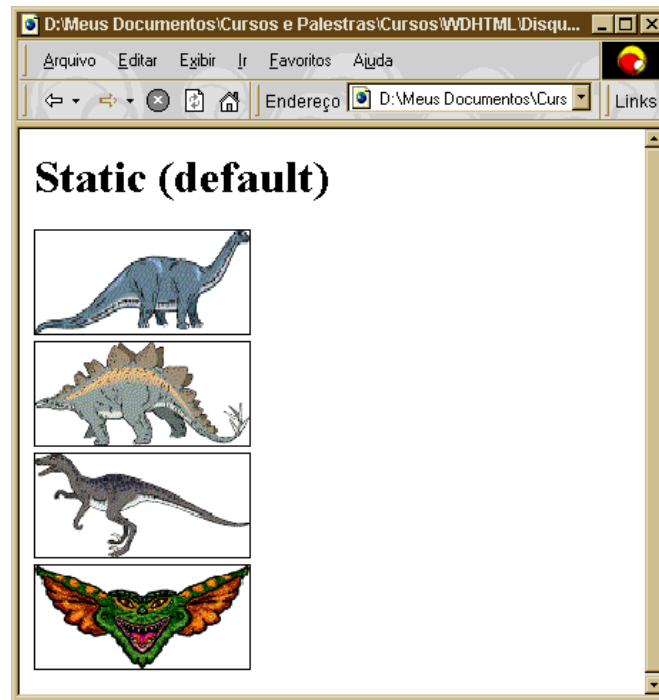 D:\Meus Documentos\Cursos e Palestras\Cursos\WDHTML\Disqu...
Arquivo Editar Exibir Ir Favoritos Ajuda
Endereço D:\Meus Documentos\Curs Links
Static (default)